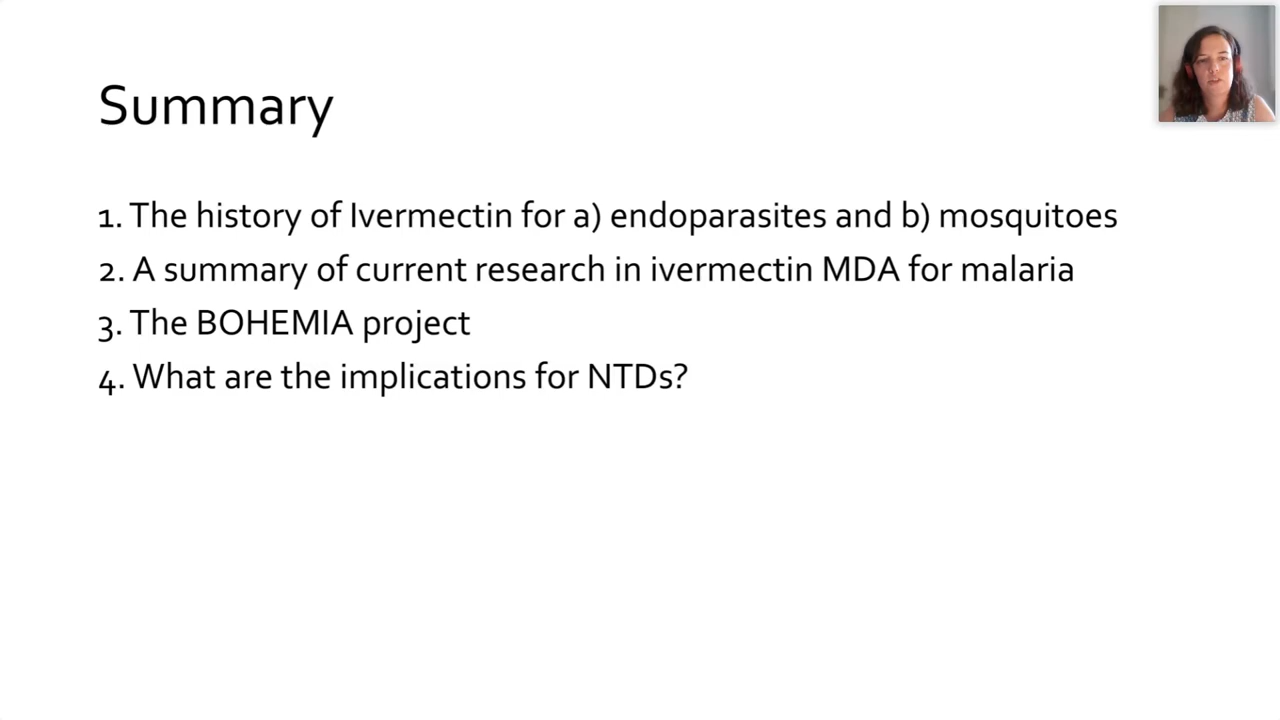 Summary
1. The history of Ivermectin for a) endoparasites and b) mosquitoes
2. A summary of current research in ivermectin MDA for malaria
3. The BOHEMIA project
4. What are the implications for NTDs?